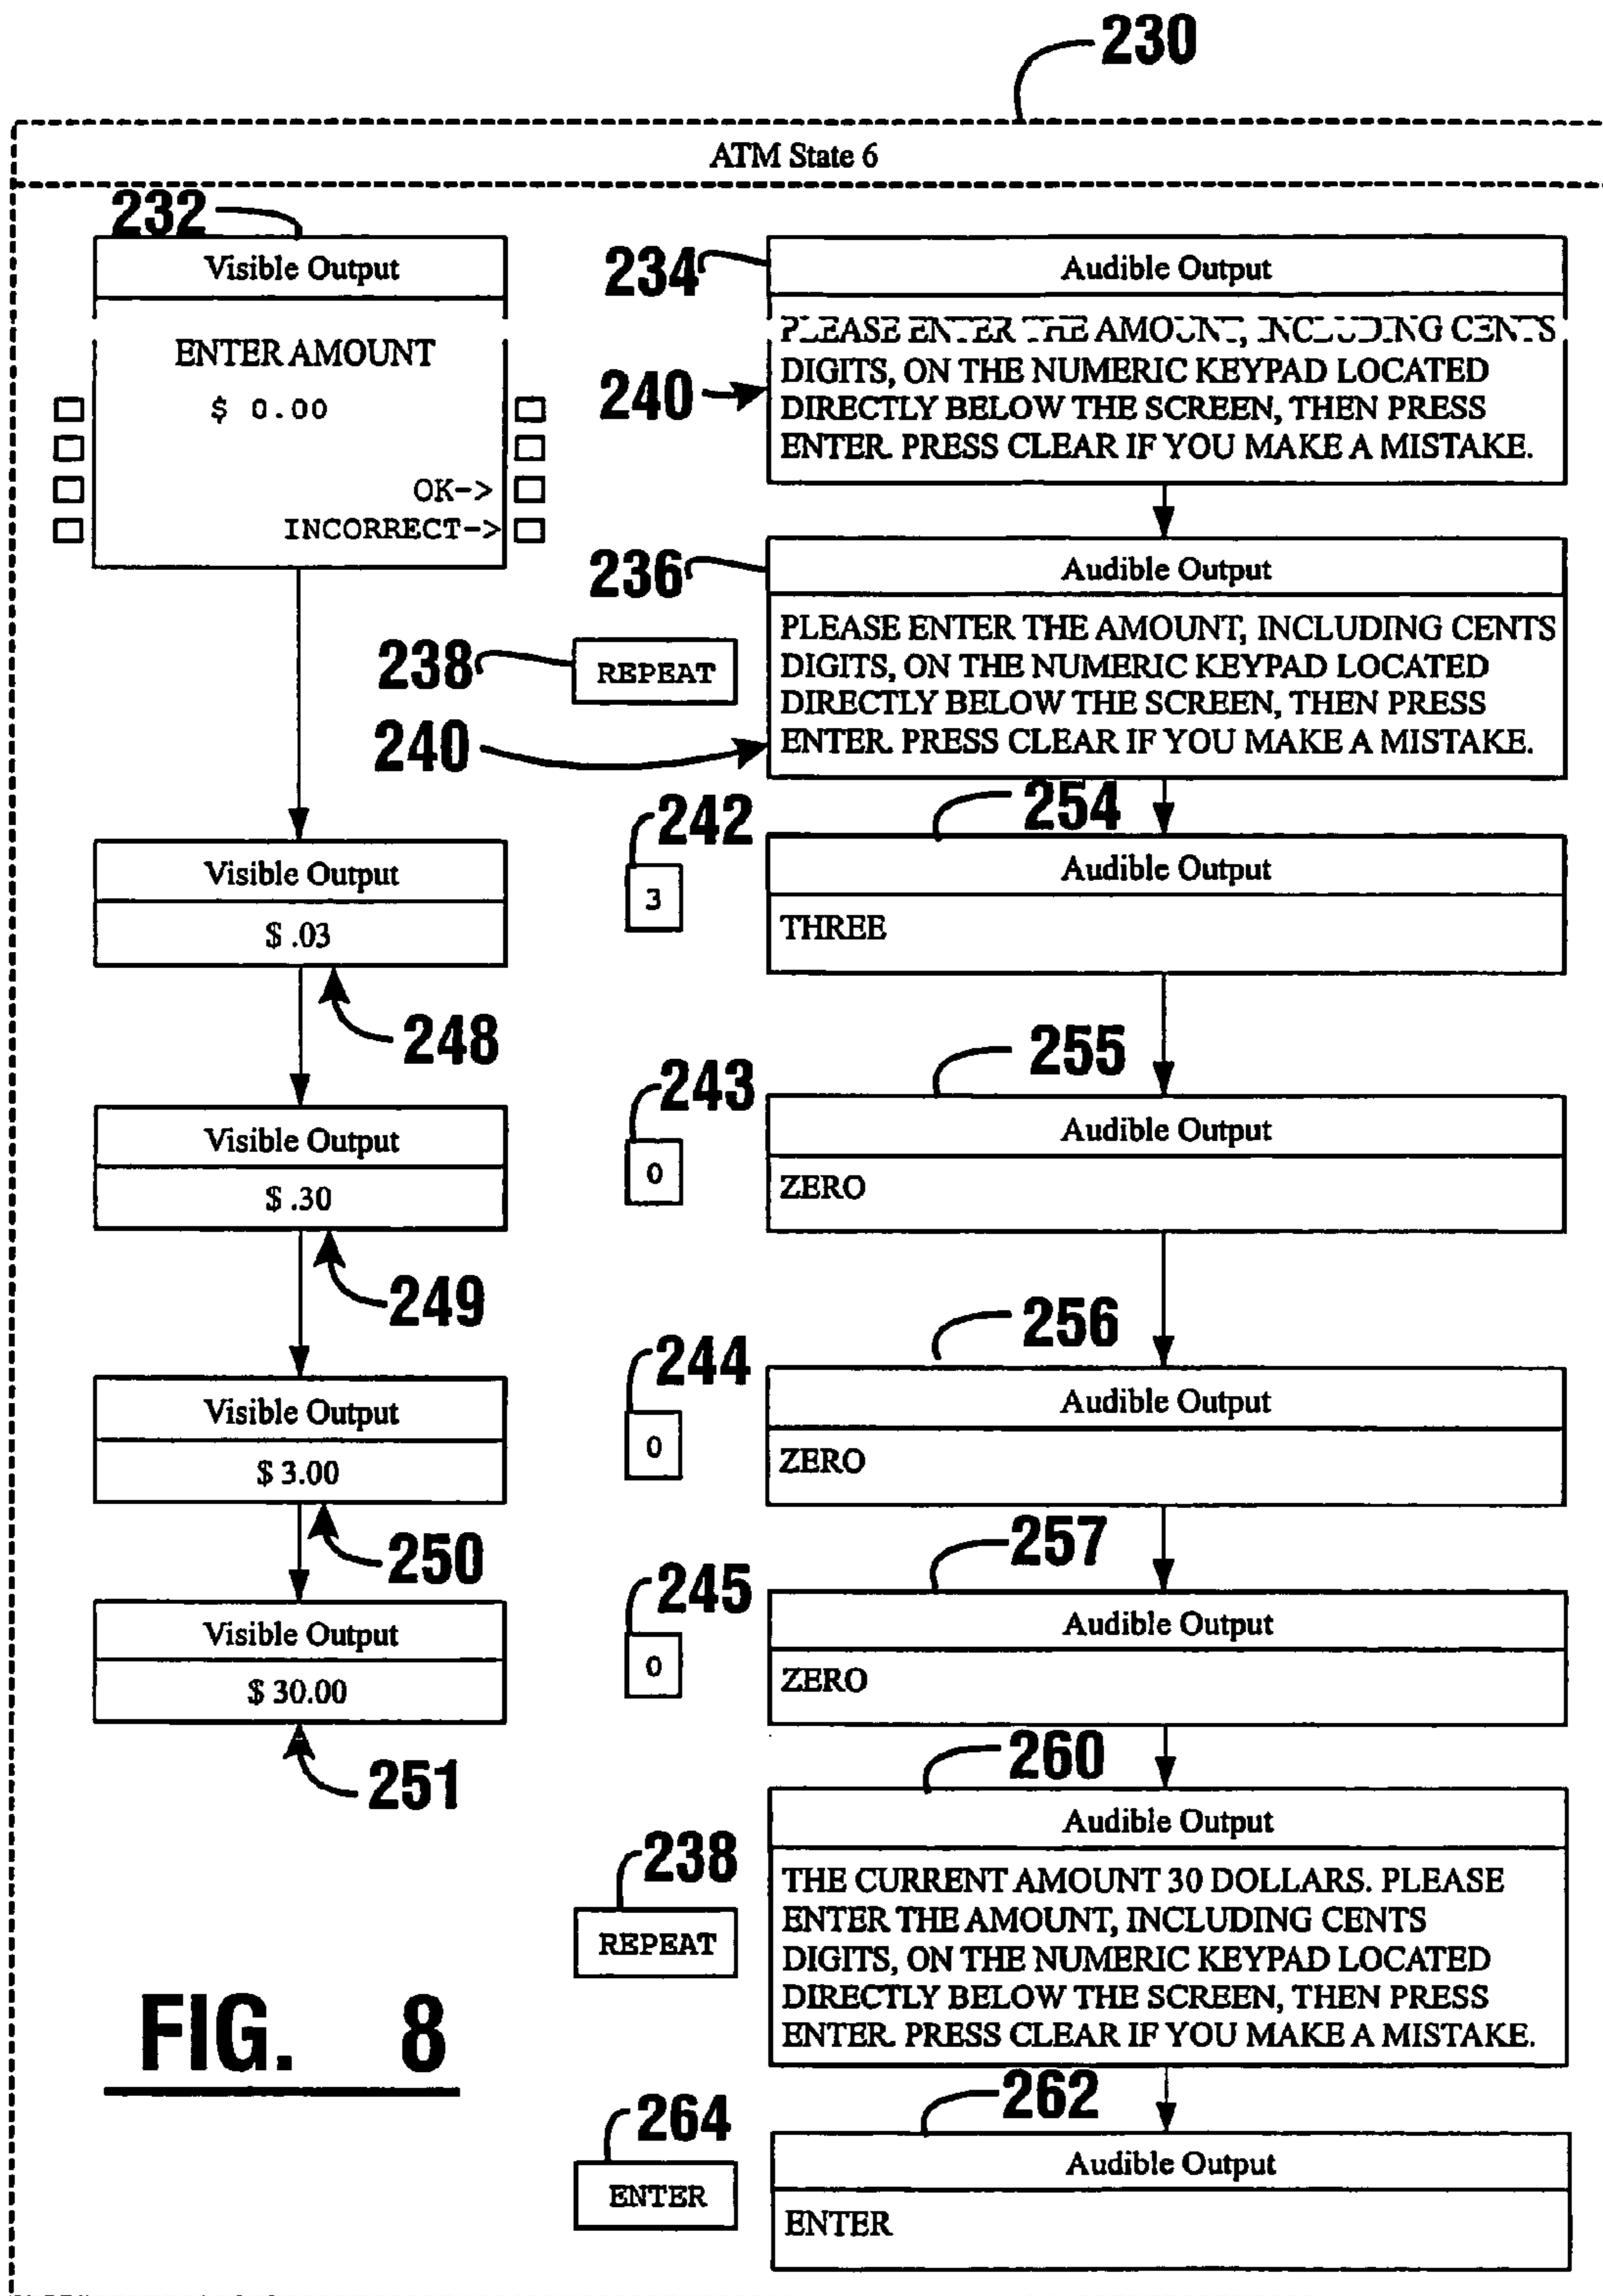 230
ATM State 6
232
Visible Output
ENTER AMOUNT
$ 0.00
OK->
INCORRECT->
234
Audible Output
PLEASE ENTER THE AMOUNT, INCLUDING CENTS
DIGITS, ON THE NUMERIC KEYPAD LOCATED
DIRECTLY BELOW THE SCREEN, THEN PRESS
ENTER. PRESS CLEAR IF YOU MAKE A MISTAKE.
240
236
Audible Output
PLEASE ENTER THE AMOUNT, INCLUDING CENTS
DIGITS, ON THE NUMERIC KEYPAD LOCATED
DIRECTLY BELOW THE SCREEN, THEN PRESS
ENTER. PRESS CLEAR IF YOU MAKE A MISTAKE.
238
REPEAT
240
242
3
254
Audible Output
THREE
Visible Output
$ .03
248
243
0
255
Audible Output
ZERO
Visible Output
$ .30
249
244
0
256
Audible Output
ZERO
Visible Output
$ 3.00
250
245
0
257
Audible Output
ZERO
Visible Output
$ 30.00
251
260
Audible Output
238
REPEAT
THE CURRENT AMOUNT 30 DOLLARS. PLEASE
ENTER THE AMOUNT, INCLUDING CENTS
DIGITS, ON THE NUMERIC KEYPAD LOCATED
DIRECTLY BELOW THE SCREEN, THEN PRESS
ENTER. PRESS CLEAR IF YOU MAKE A MISTAKE.
FIG. 8
264
ENTER
262
Audible Output
ENTER